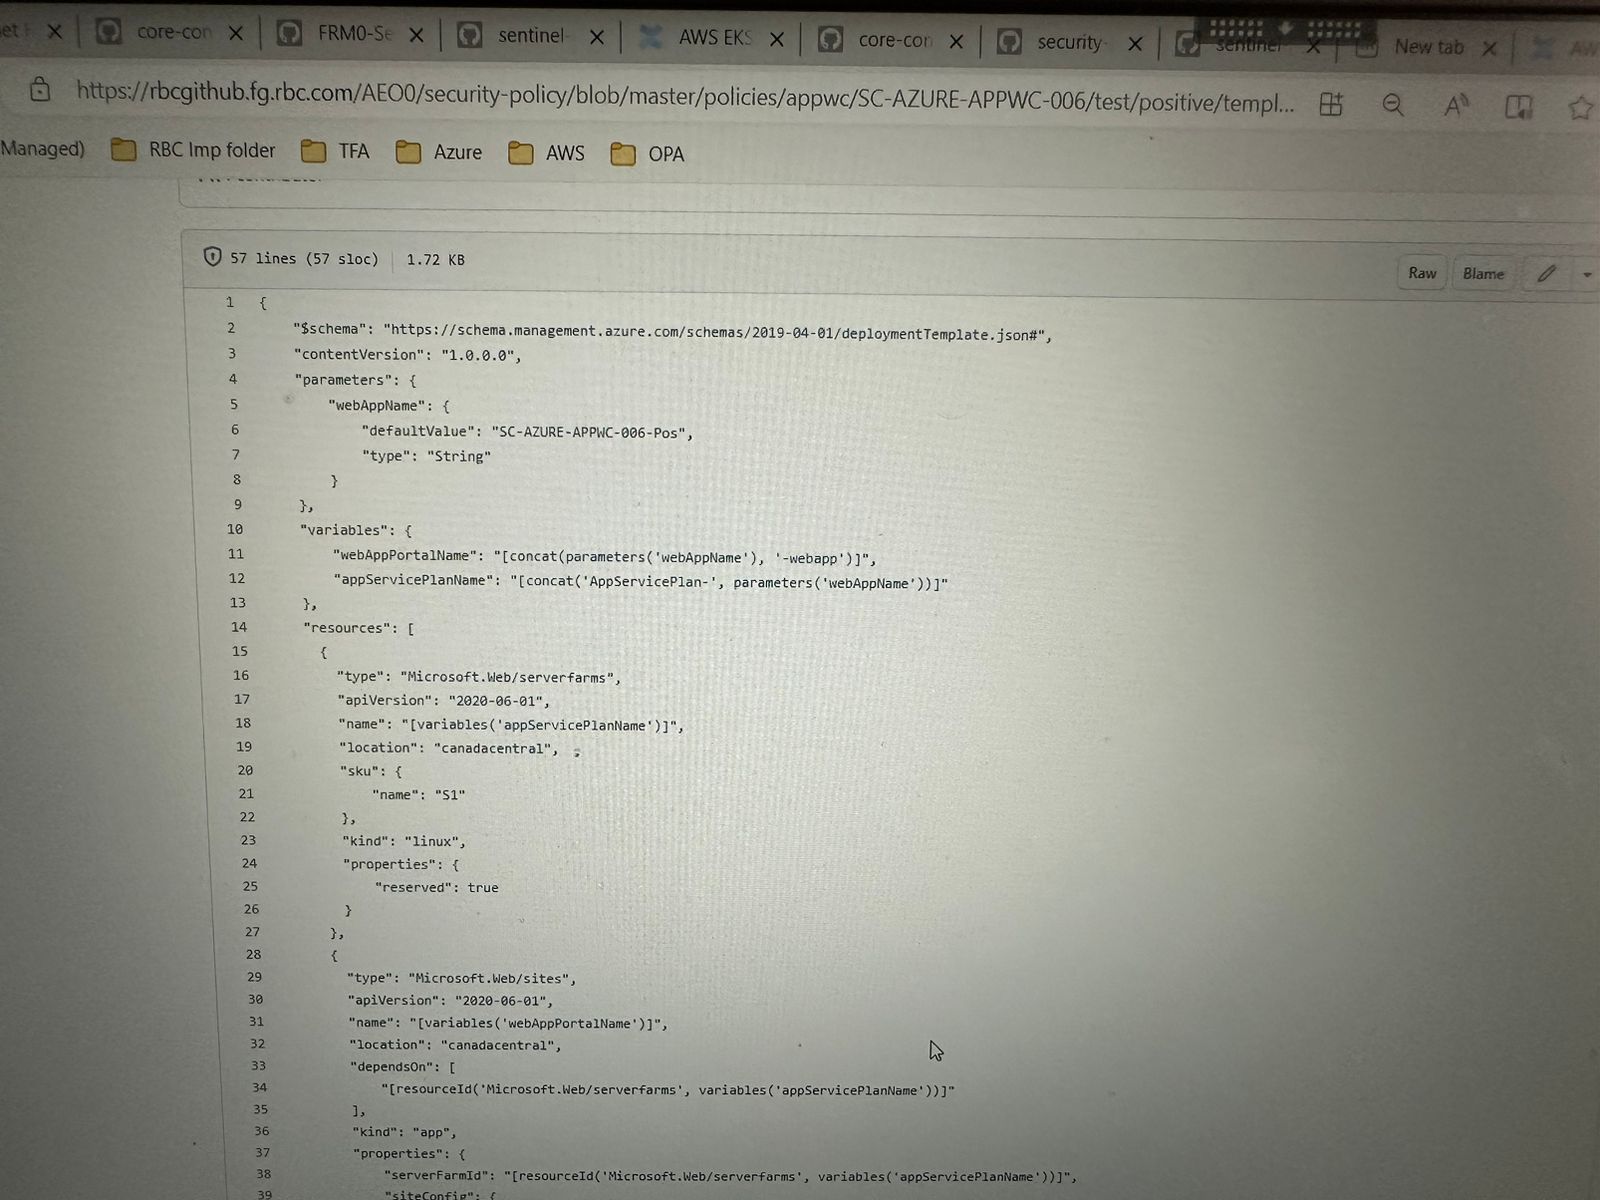 core-con
FRM0-Se
sentinel-
AWS EKS
core-con
security-
sentinel
New tab
https://rbcgithub.fg.rbc.com/AEO0/security-policy/blob/master/policies/appwc/SC-AZURE-APPWC-006/test/positive/templ...
Managed)
RBC Imp folder
TFA
Azure
AWS
OPA
57 lines (57 sloc)
1.72 KB
Raw
Blame
1 {
2 "$schema": "https://schema.management.azure.com/schemas/2019-04-01/deploymentTemplate.json#",
3 "contentVersion": "1.0.0.0",
4 "parameters": {
5 "webAppName": {
6 "defaultValue": "SC-AZURE-APPWC-006-Pos",
7 "type": "String"
8 }
9 },
10 "variables": {
11 "webAppPortalName": "[concat(parameters('webAppName'), '-webapp')]",
12 "appServicePlanName": "[concat('AppServicePlan-', parameters('webAppName'))]"
13 },
14 "resources": [
15 {
16 "type": "Microsoft.Web/serverfarms",
17 "apiVersion": "2020-06-01",
18 "name": "[variables('appServicePlanName')]",
19 "location": "canadacentral",
20 "sku": {
21 "name": "S1"
22 },
23 "kind": "linux",
24 "properties": {
25 "reserved": true
26 }
27 },
28 {
29 "type": "Microsoft.Web/sites",
30 "apiVersion": "2020-06-01",
31 "name": "[variables('webAppPortalName')]",
32 "location": "canadacentral",
33 "dependsOn": [
34 "[resourceId('Microsoft.Web/serverfarms', variables('appServicePlanName'))]"
35 ],
36 "kind": "app",
37 "properties": {
38 "serverFarmId": "[resourceId('Microsoft.Web/serverfarms', variables('appServicePlanName'))]",
39 "siteConfig": {